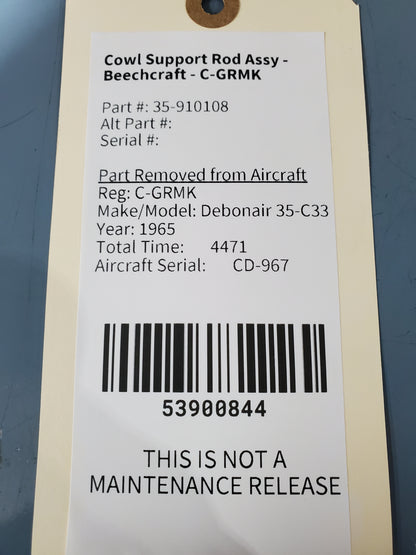 Cowl Support Rod Assy -
Beechcraft - C-GRMK
Part #: 35-910108
Alt Part #:
Serial #:
Part Removed from Aircraft
Reg: C-GRMK
Make/Model: Debonair 35-C33
Year: 1965
Total Time: 4471
Aircraft Serial: CD-967
53900844
THIS IS NOT A
MAINTENANCE RELEASE